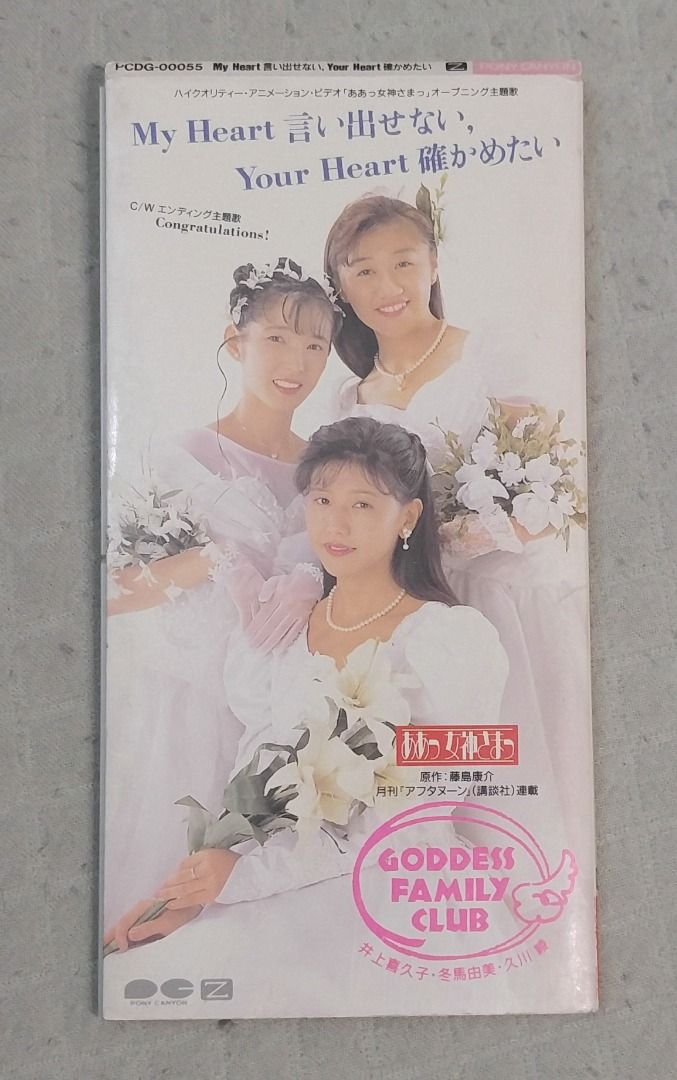 PCDG-00055 My Heart 言い出せない, Your Heart 確かめたい Z PONY CANYON
ハイクオリティー・アニメーション・ビデオ「ああっ女神さまっ」オープニング主題歌
My Heart 言い出せない,
Your Heart 確かめたい
C/W エンディング主題歌
Congratulations!
ああっ女神さまっ
原作:藤島康介
月刊『アフタヌーン』(講談社)連載
GODDESS
FAMILY
CLUB
井上喜久子・冬馬由美・久川 綾
PONY CANYON
Z